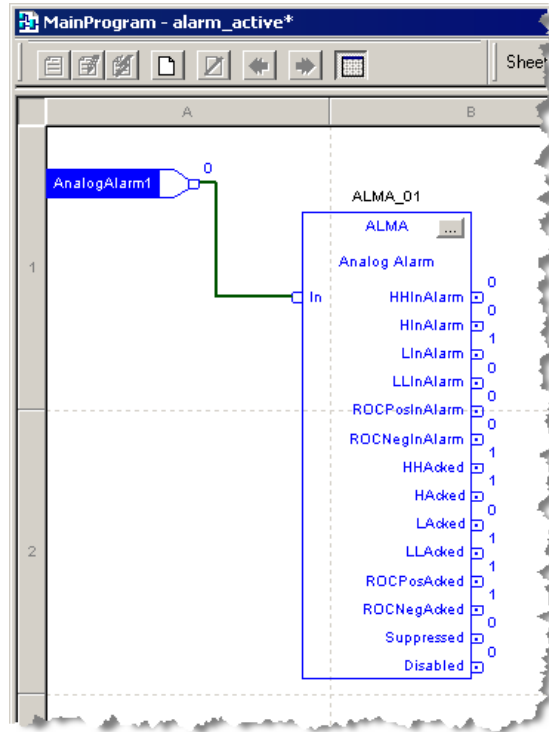 MainProgram - alarm_active*
Sheet
A
B
0
AnalogAlarm1
ALMA_01
ALMA
...
Analog Alarm
1
In
HHInAlarm
0
HInAlarm
0
LInAlarm
1
LLInAlarm
0
ROCPosInAlarm
0
ROCNegInAlarm
0
HHAcked
1
HAcked
1
LAcked
0
2
LLAcked
1
ROCPosAcked
1
ROCNegAcked
1
Suppressed
0
Disabled
0